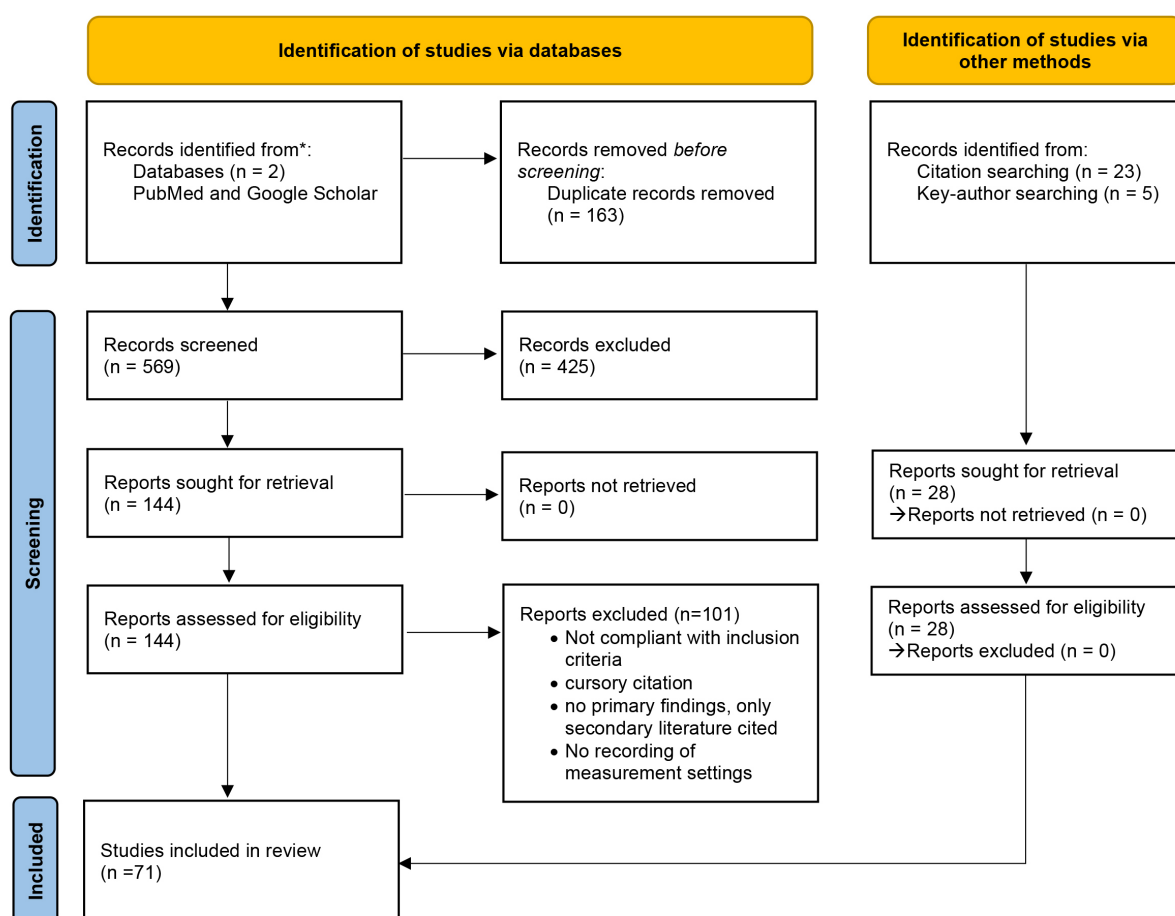 Identification of studies via databases
Identification of studies via
other methods
Identification
Records identified from*:
Databases (n = 2)
PubMed and Google Scholar
Records removed before
screening:
Duplicate records removed
(n = 163)
Records identified from:
Citation searching (n = 23)
Key-author searching (n = 5)
Screening
Records screened
(n = 569)
Records excluded
(n = 425)
Reports sought for retrieval
(n = 144)
Reports not retrieved
(n = 0)
Reports sought for retrieval
(n = 28)
→Reports not retrieved (n = 0)
Reports assessed for eligibility
(n = 144)
Reports excluded (n=101)
• Not compliant with inclusion
criteria
• cursory citation
• no primary findings, only
secondary literature cited
• No recording of
measurement settings
Reports assessed for eligibility
(n = 28)
→Reports excluded (n = 0)
Included
Studies included in review
(n =71)